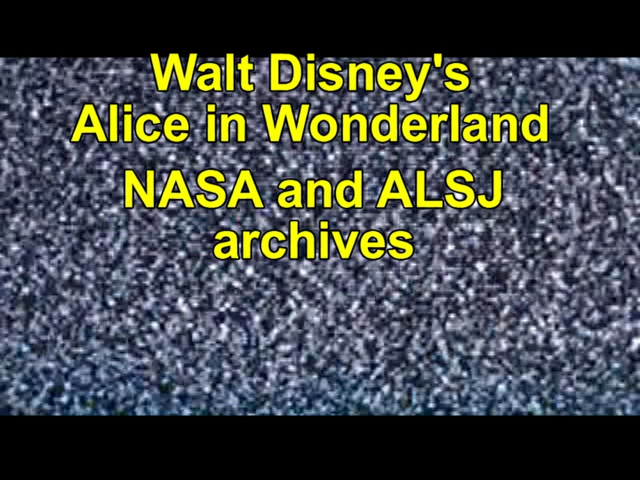 Walt Disney's
Alice in Wonderland
NASA and ALSJ
archives